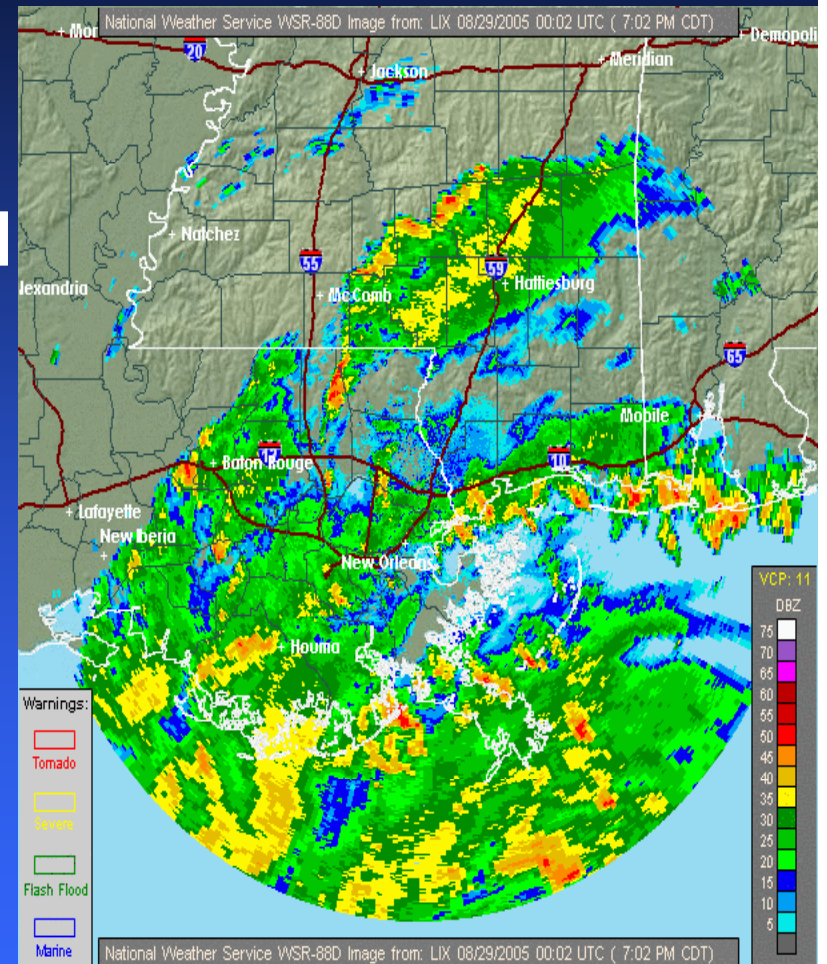 National Weather Service WSR-88D Image from: LIX 08/29/2005 00:02 UTC ( 7:02 PM CDT)
Mor
20
Demopoli
Meridian
Jackson
Natchez
55
59
lexandria
McComb
Hattiesburg
65
Mobile
12
10
Baton Rouge
Lafayette
New Iberia
New Orleans
Houma
VCP: 11
DBZ
75
70
65
60
55
50
45
40
35
30
25
20
15
10
5
Warnings:
Tornado
Severe
Flash Flood
Marine
National Weather Service WSR-88D Image from: LIX 08/29/2005 00:02 UTC ( 7:02 PM CDT)